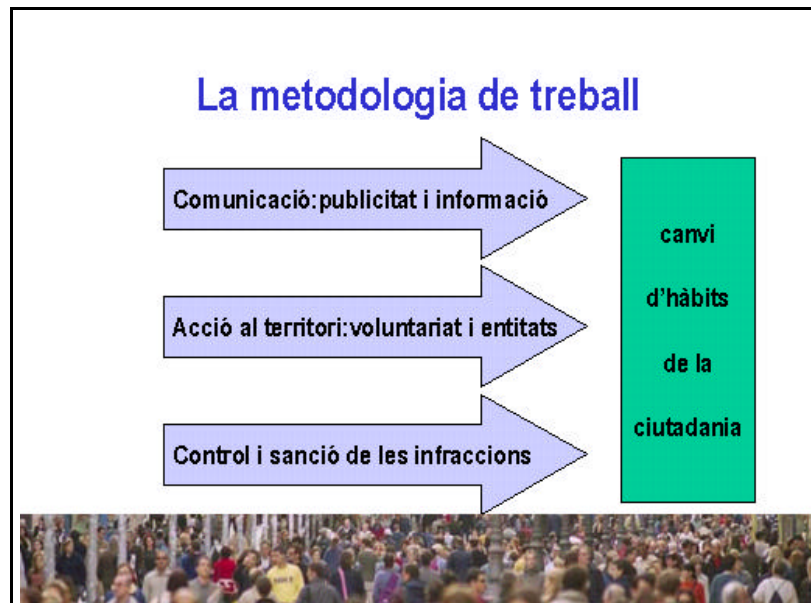 La metodologia de treball
Comunicació:publicitat i informació
Acció al territori:voluntariat i entitats
Control i sanció de les infraccions
canvi
d'hàbits
de la
ciutadania